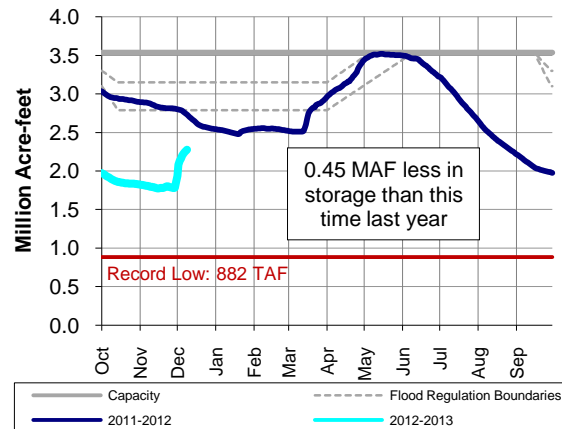 4.0
3.5
3.0
2.5
2.0
1.5
1.0
0.5
0.0
Million Acre-feet
0.45 MAF less in
storage than this
time last year
Record Low: 882 TAF
Oct
Nov
Dec
Jan
Feb
Mar
Apr
May
Jun
Jul
Aug
Sep
Capacity
Flood Regulation Boundaries
2011-2012
2012-2013